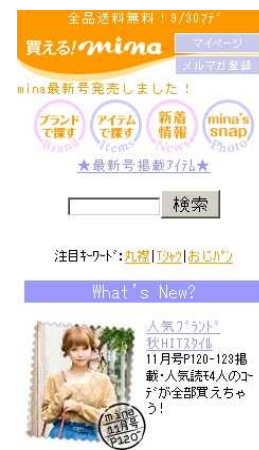 全品送料無料！9/30ﾏﾃﾞ
買える!mina
マイページ
メルマガ登録
mina最新号発売しました！
ブランドで探す
Brand
アイテムで探す
Items
新着情報
News
mina's snap
Photo
★最新号掲載ｱｲﾃﾑ★
検索
注目ｷｰﾜｰﾄﾞ:丸襟|Tｼｬﾂ|おじﾊﾟﾝ
What's New?
人気ﾌﾞﾗﾝﾄﾞ
秋HITｽﾀｲﾙ
11月号P120-123掲
載・人気読ﾓ4人のｺｰ
ﾃﾞが全部買えちゃ
う！
mina
11月号
P120